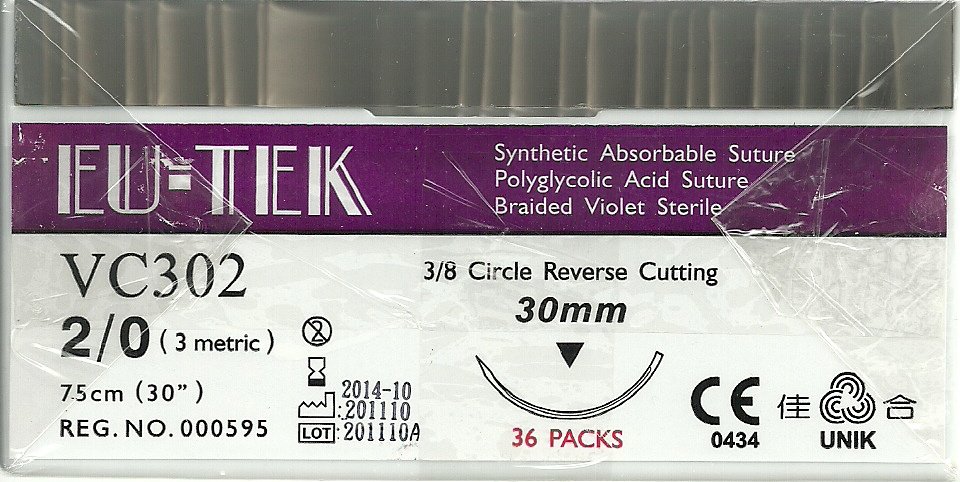 EU-TEK
Synthetic Absorbable Suture
Polyglycolic Acid Suture
Braided Violet Sterile
VC302
2/0 ( 3 metric )
75cm (30”)
REG. NO. 000595
2
2014-10
:201110
LOT:201110A
3/8 Circle Reverse Cutting
30mm
36 PACKS
CE
0434
佳 合
UNIK